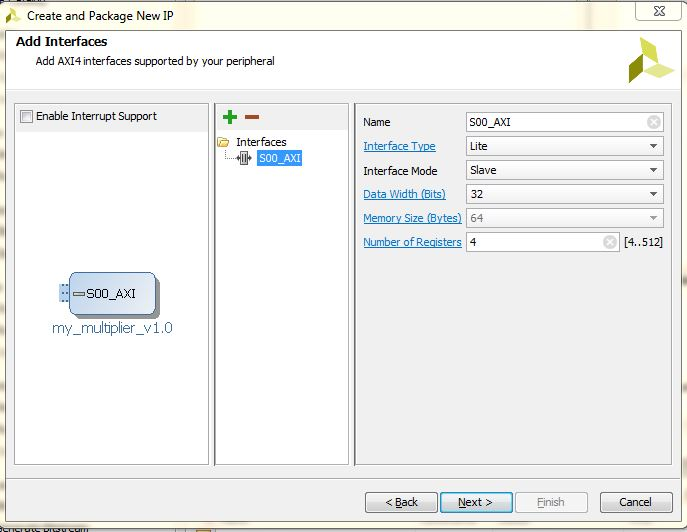 Create and Package New IP
Add Interfaces
Add AXI4 interfaces supported by your peripheral
Enable Interrupt Support
Interfaces
S00_AXI
Name S00_AXI
Interface Type Lite
Interface Mode Slave
Data Width (Bits) 32
Memory Size (Bytes) 64
Number of Registers 4 [4..512]
S00_AXI
my_multiplier_v1.0
< Back Next > Finish Cancel